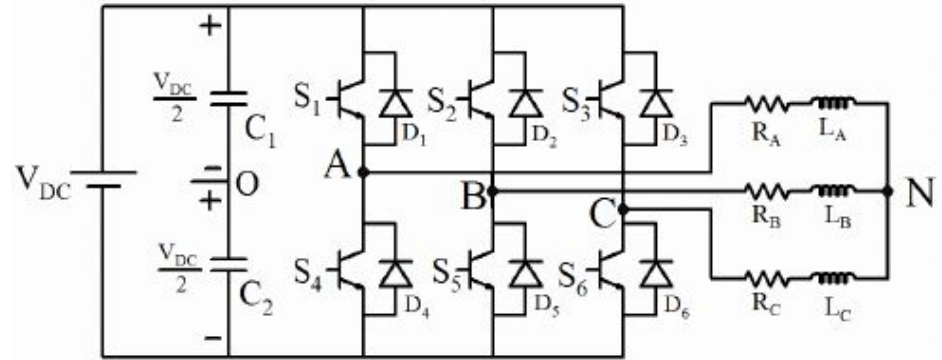 V_DC
+
V_DC/2
C₁
−
O
+
V_DC/2
C₂
−
S₁
D₁
S₂
D₂
S₃
D₃
A
B
C
S₄
D₄
S₅
D₅
S₆
D₆
R_A
L_A
R_B
L_B
R_C
L_C
N